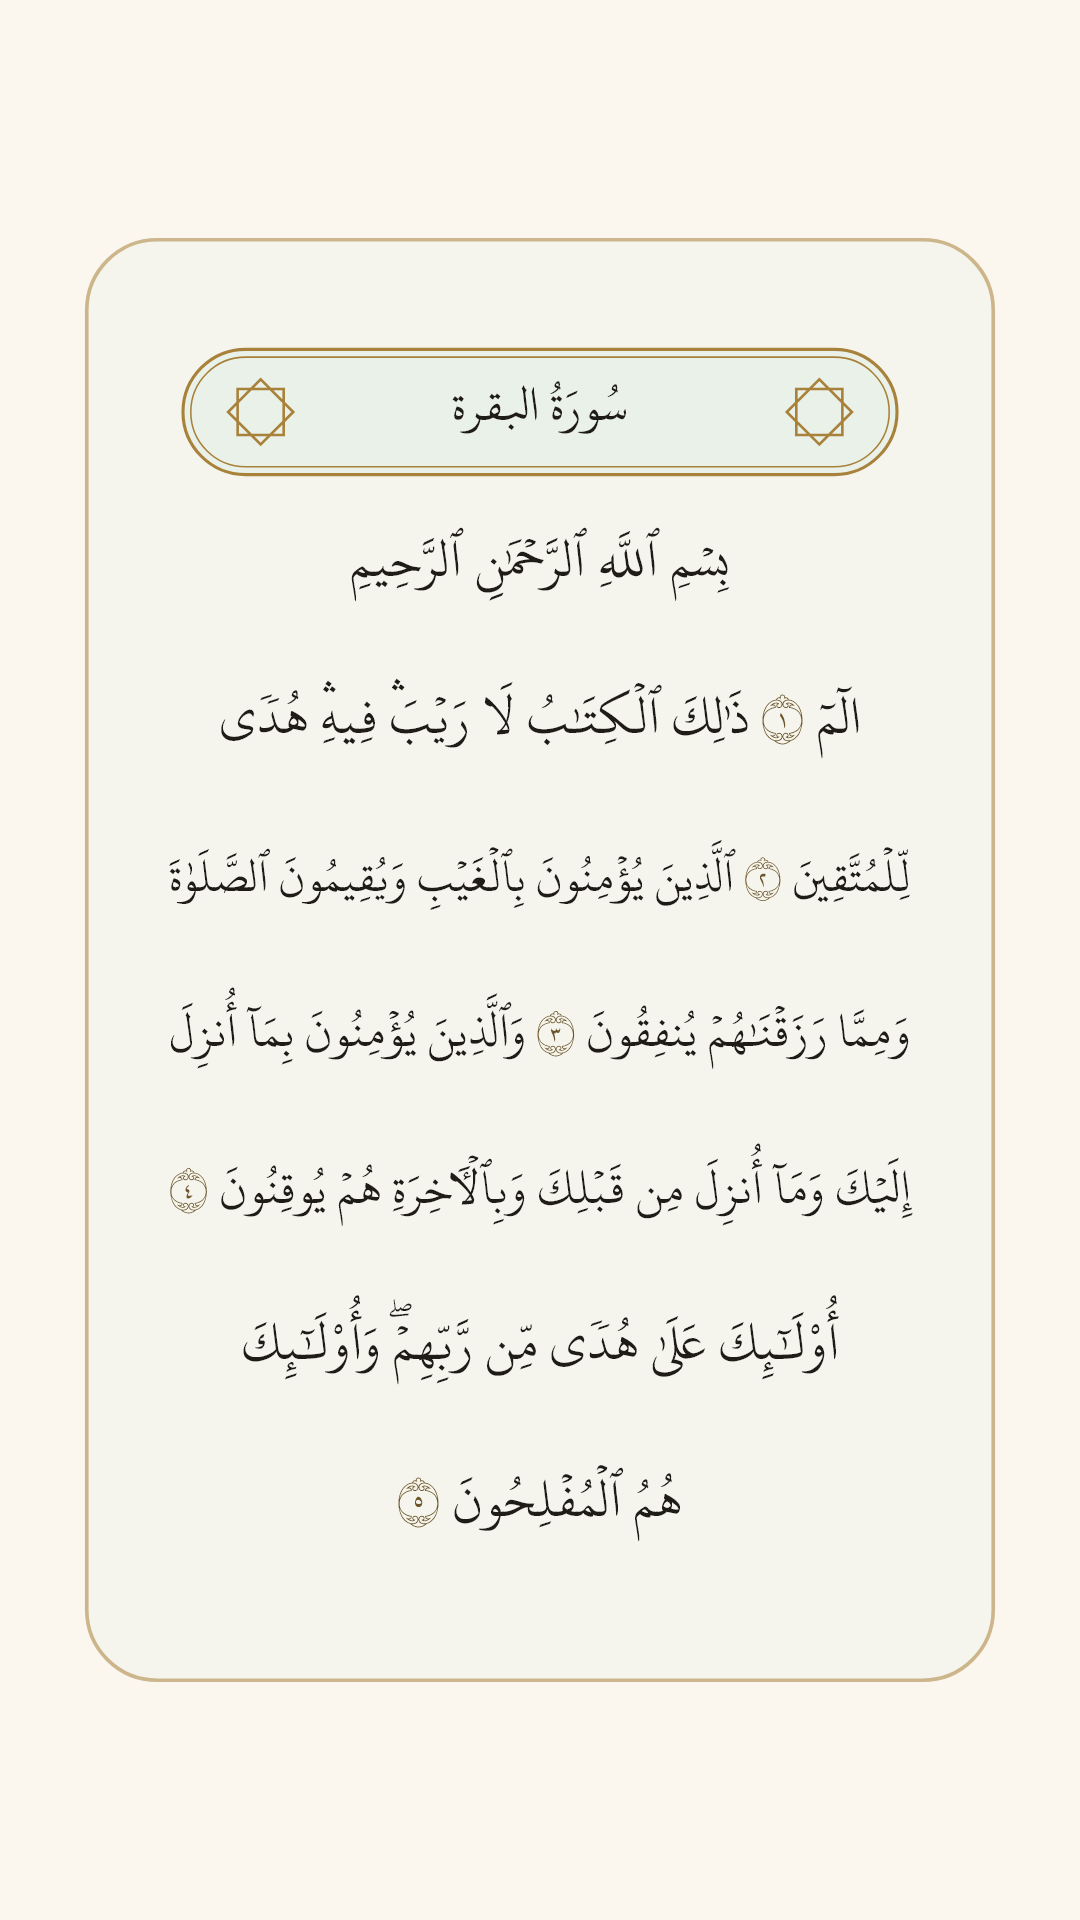 سُورَةُ البقرة
بِسۡمِ ٱللَّهِ ٱلرَّحۡمَٰنِ ٱلرَّحِيمِ
الٓمٓ ١ ذَٰلِكَ ٱلۡكِتَٰبُ لَا رَيۡبَۛ فِيهِۛ هُدٗى
لِّلۡمُتَّقِينَ ٢ ٱلَّذِينَ يُؤۡمِنُونَ بِٱلۡغَيۡبِ وَيُقِيمُونَ ٱلصَّلَوٰةَ
وَمِمَّا رَزَقۡنَٰهُمۡ يُنفِقُونَ ٣ وَٱلَّذِينَ يُؤۡمِنُونَ بِمَآ أُنزِلَ
إِلَيۡكَ وَمَآ أُنزِلَ مِن قَبۡلِكَ وَبِٱلۡأٓخِرَةِ هُمۡ يُوقِنُونَ ٤
أُوْلَٰٓئِكَ عَلَىٰ هُدٗى مِّن رَّبِّهِمۡۖ وَأُوْلَٰٓئِكَ
هُمُ ٱلۡمُفۡلِحُونَ ٥